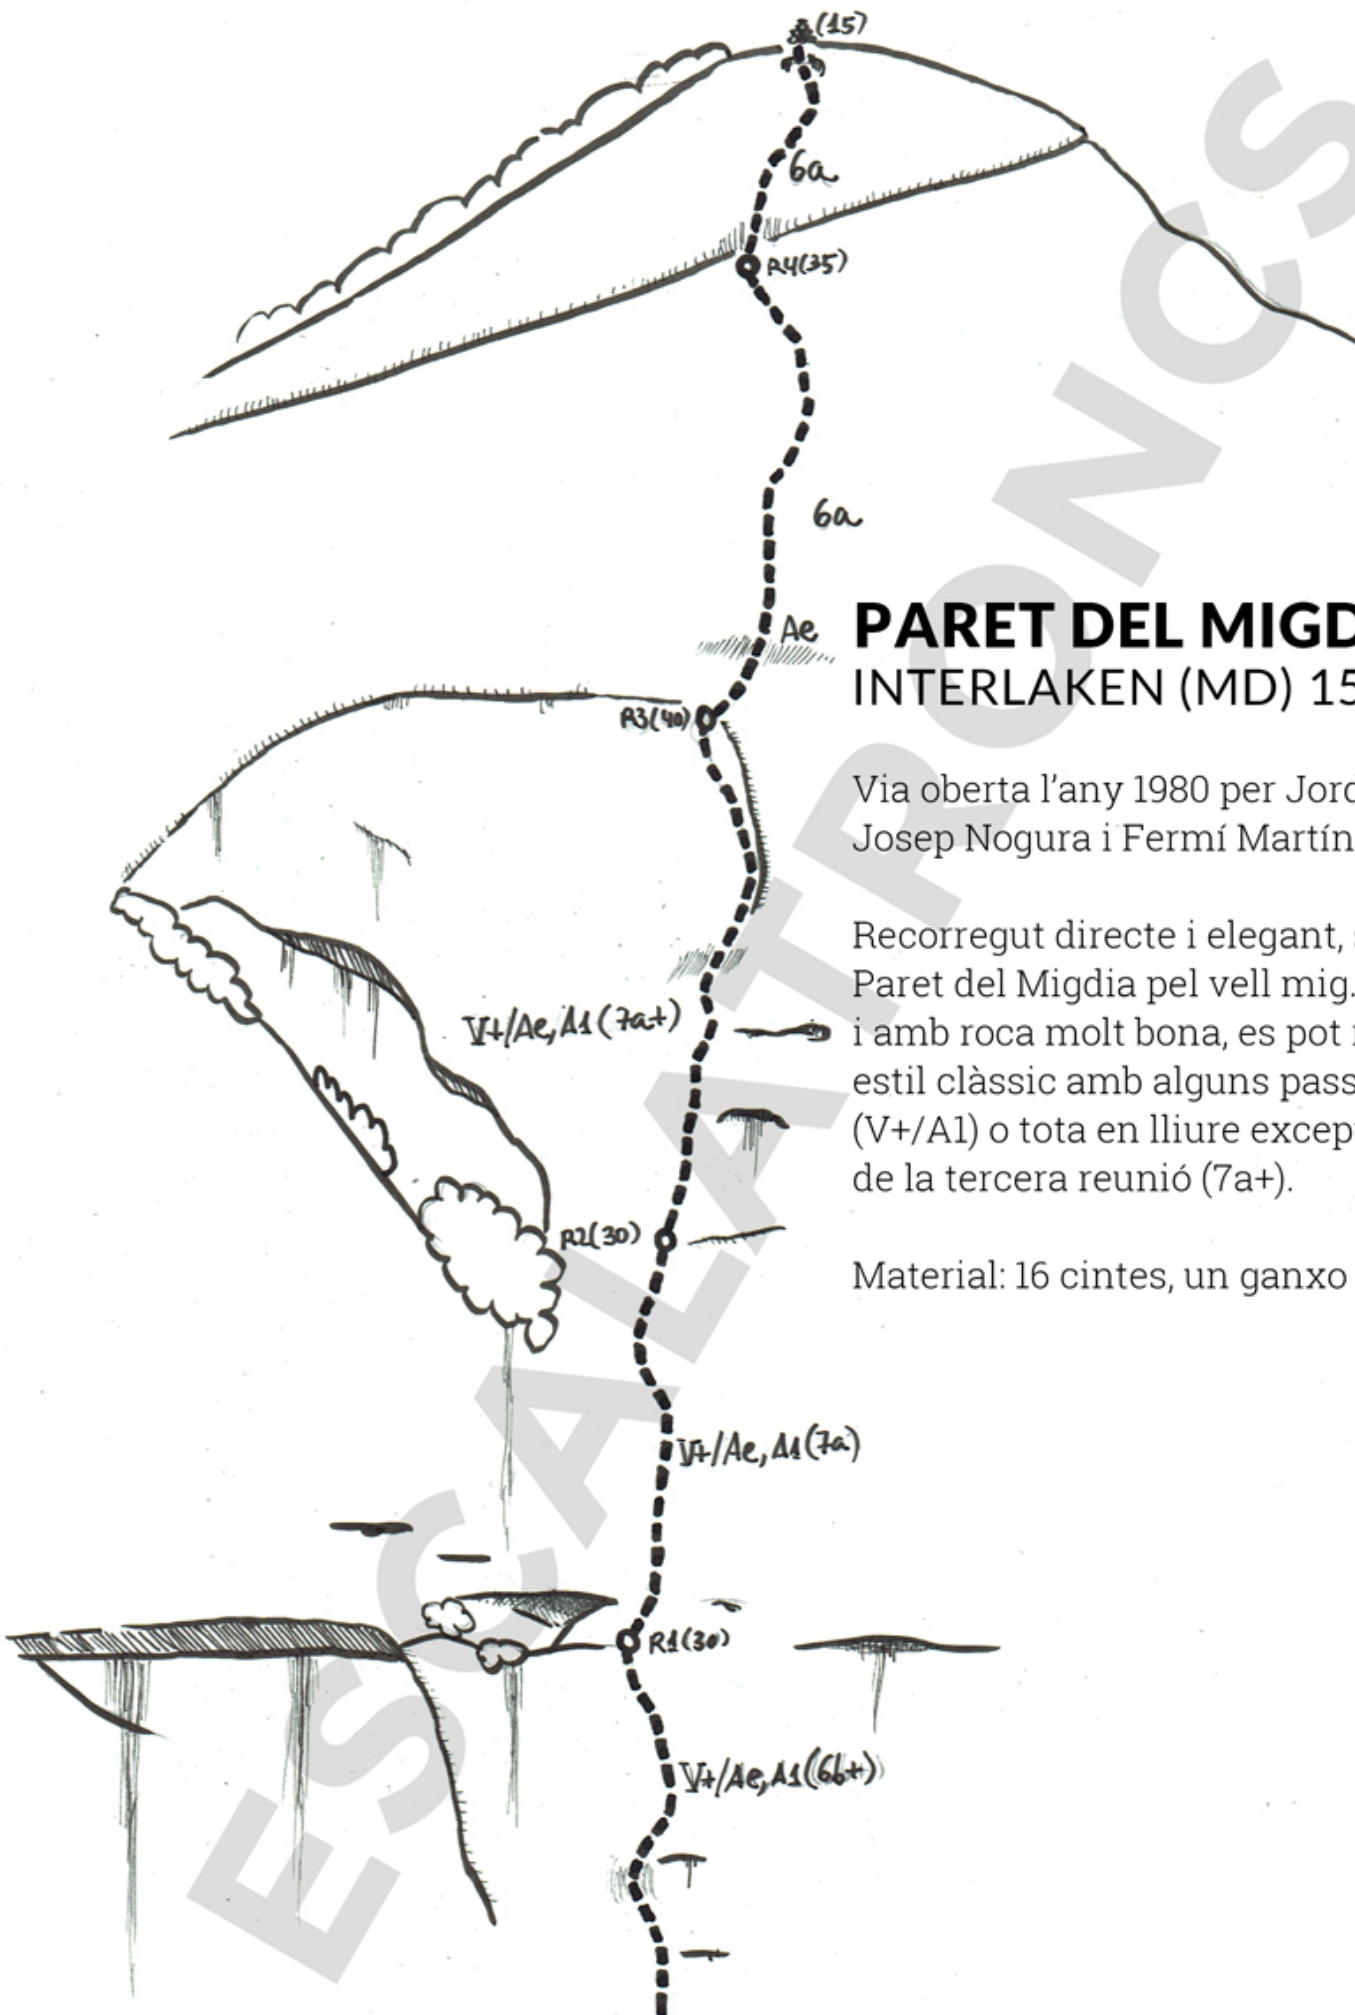 (15)
6a
R4(35)
6a
Ae
PARET DEL MIGD
INTERLAKEN (MD) 15
R3(40)
Via oberta l'any 1980 per Jord
Josep Nogura i Fermí Martín
Recorregut directe i elegant, s
Paret del Migdia pel vell mig.
V+/Ae, A1 (7a+)
i amb roca molt bona, es pot r
estil clàssic amb alguns pass
(V+/A1) o tota en lliure excep
de la tercera reunió (7a+).
R2(30)
Material: 16 cintes, un ganxo
V+/Ae, A1(7a)
R1(30)
V+/Ae, A1(6b+)
ESCALATRONCS